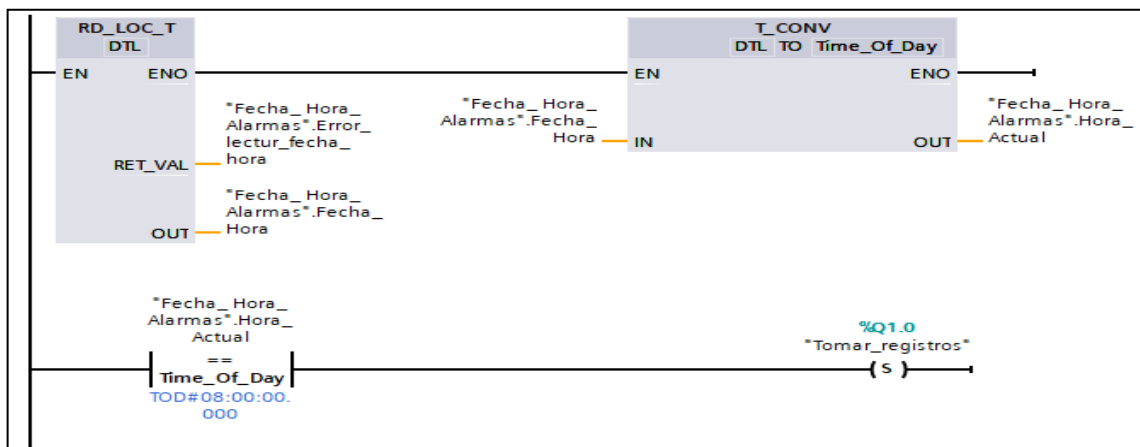 RD_LOC_T
DTL
EN ENO
"Fecha_ Hora_
Alarmas".Error_
lectur_fecha_
hora
RET_VAL
"Fecha_ Hora_
Alarmas".Fecha_
Hora
OUT
T_CONV
DTL TO Time_Of_Day
EN ENO
"Fecha_ Hora_
Alarmas".Fecha_
Hora
IN
OUT
"Fecha_ Hora_
Alarmas".Hora_
Actual
"Fecha_ Hora_
Alarmas".Hora_
Actual
==
Time_Of_Day
TOD#08:00:00.
000
%Q1.0
"Tomar_registros"
S